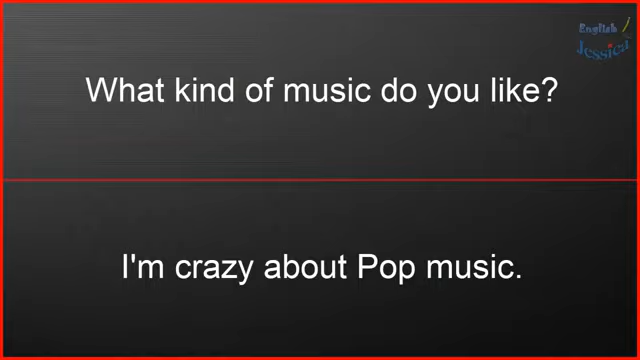 English
Jessica
What kind of music do you like?
I'm crazy about Pop music.